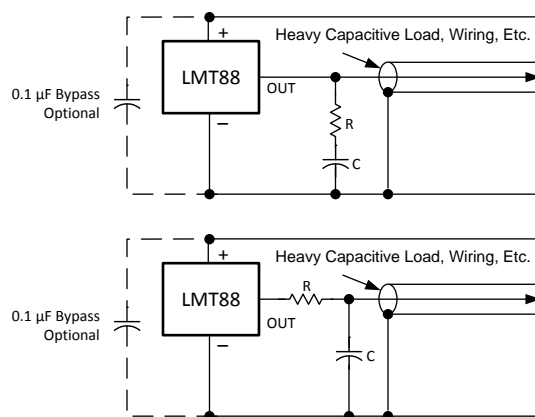 Heavy Capacitive Load, Wiring, Etc.
+
LMT88
OUT
0.1 µF Bypass
Optional
R
−
C
Heavy Capacitive Load, Wiring, Etc.
+
R
LMT88
OUT
0.1 µF Bypass
Optional
−
C